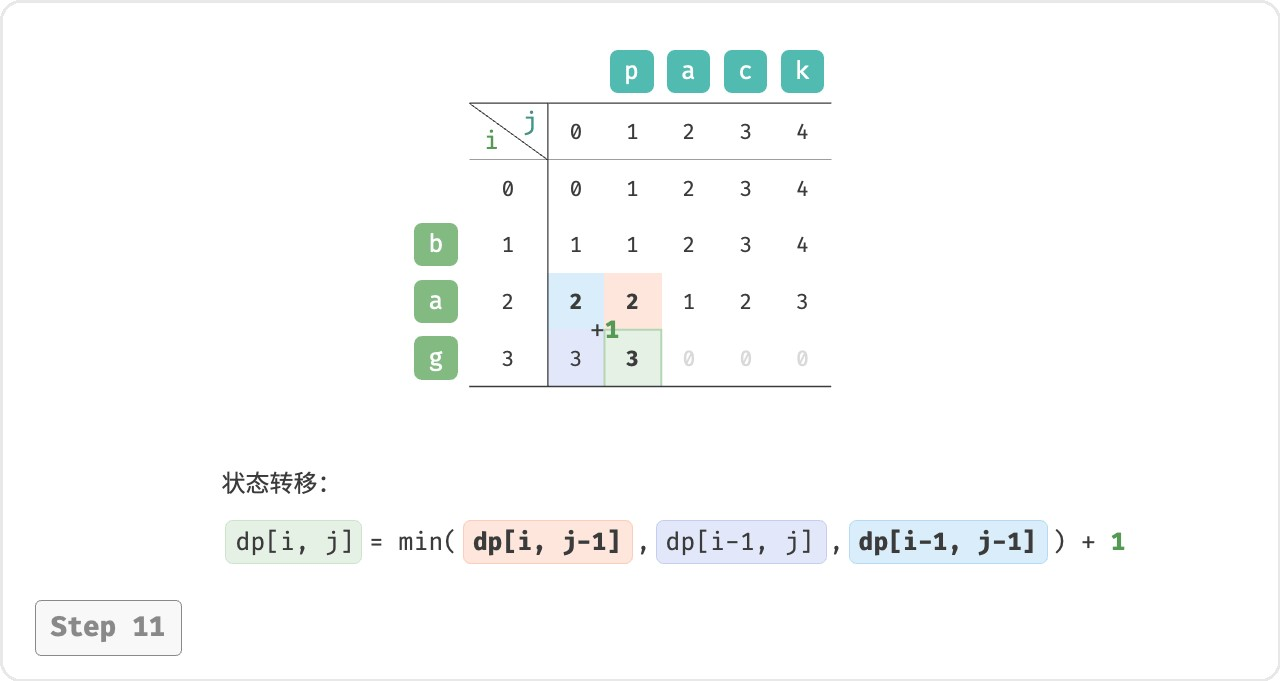 p a c k
i j 0 1 2 3 4
0 0 1 2 3 4
b 1 1 1 2 3 4
a 2 2 2 1 2 3
+1
g 3 3 3 0 0 0
状态转移：
dp[i, j] = min( dp[i, j-1] , dp[i-1, j] , dp[i-1, j-1] ) + 1
Step 11